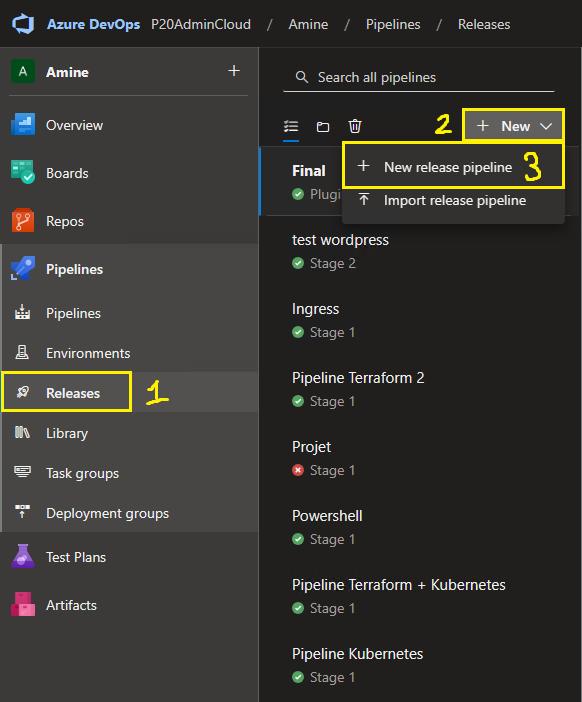 Azure DevOps P20AdminCloud / Amine / Pipelines / Releases
A Amine +
Overview
Boards
Repos
Pipelines
Pipelines
Environments
Releases 1
Library
Task groups
Deployment groups
Test Plans
Artifacts
Search all pipelines
2 + New
+ New release pipeline 3
Import release pipeline
Final
Plugi
test wordpress
Stage 2
Ingress
Stage 1
Pipeline Terraform 2
Stage 1
Projet
Stage 1
Powershell
Stage 1
Pipeline Terraform + Kubernetes
Stage 1
Pipeline Kubernetes
Stage 1